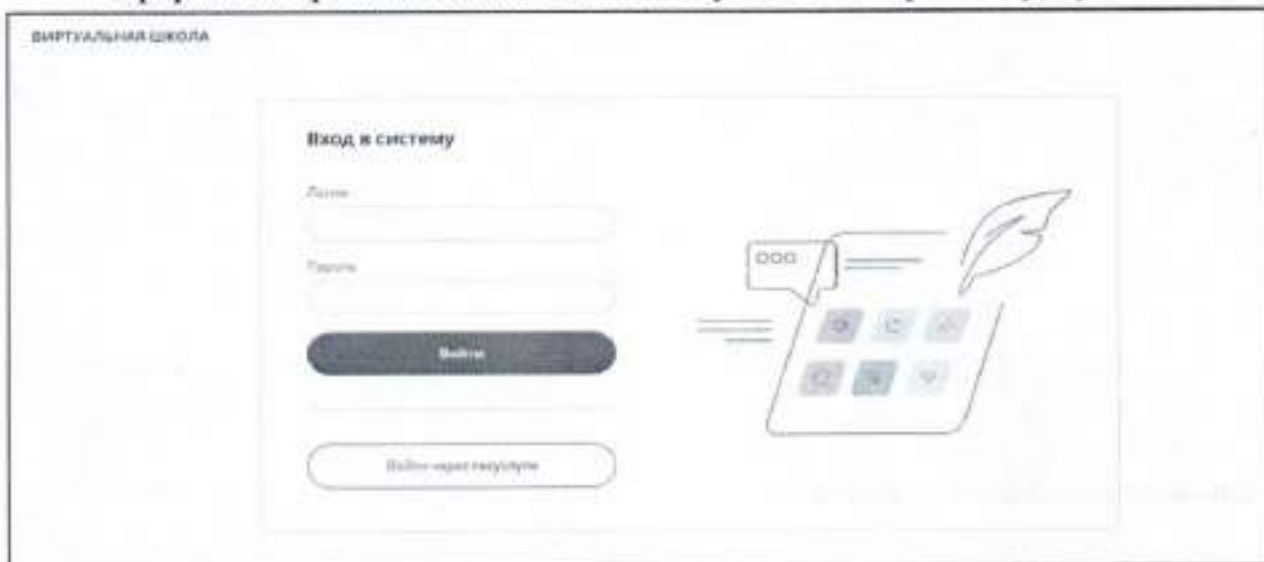 ВИРТУАЛЬНАЯ ШКОЛА
Вход в систему
Логин
Пароль
Войти
Войти через госуслуги